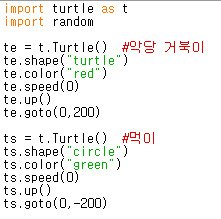 import turtle as t
import random
te = t.Turtle()  #악당 거북이
te.shape("turtle")
te.color("red")
te.speed(0)
te.up()
te.goto(0,200)
ts = t.Turtle()  #먹이
ts.shape("circle")
ts.color("green")
ts.speed(0)
ts.up()
ts.goto(0,-200)